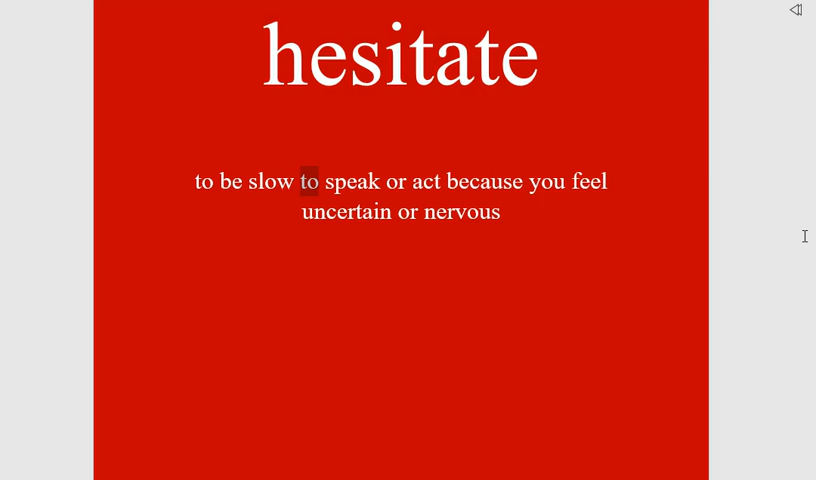 hesitate
to be slow to speak or act because you feel
uncertain or nervous